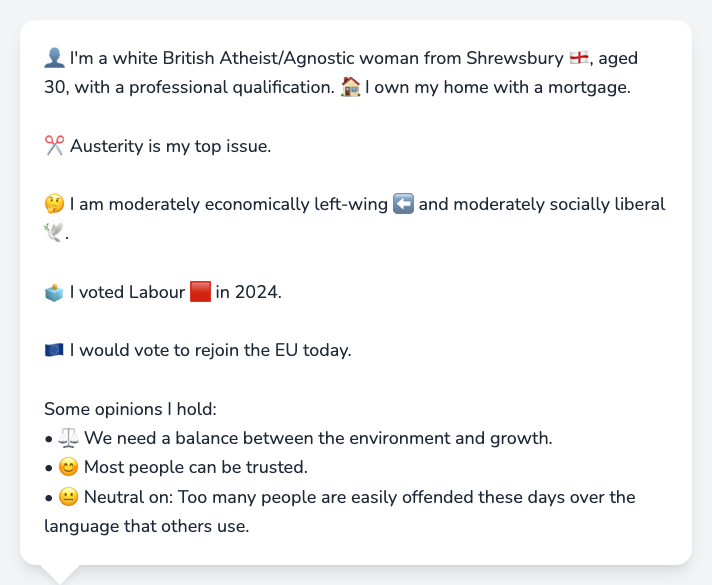 👤 I'm a white British Atheist/Agnostic woman from Shrewsbury 🏴󠁧󠁢󠁥󠁮󠁧󠁿, aged
30, with a professional qualification. 🏠 I own my home with a mortgage.
✂️ Austerity is my top issue.
🤔 I am moderately economically left-wing ⬅️ and moderately socially liberal
🕊️.
🗳️ I voted Labour 🟥 in 2024.
🇪🇺 I would vote to rejoin the EU today.
Some opinions I hold:
• ⚖️ We need a balance between the environment and growth.
• 😊 Most people can be trusted.
• 😐 Neutral on: Too many people are easily offended these days over the
language that others use.